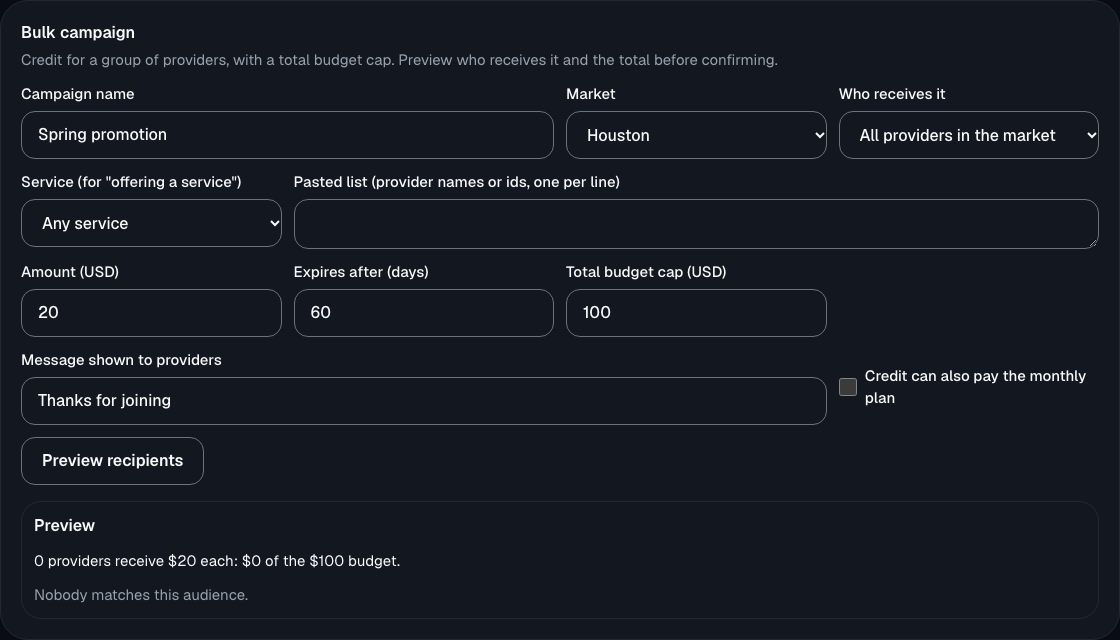 Bulk campaign
Credit for a group of providers, with a total budget cap. Preview who receives it and the total before confirming.
Campaign name
Market
Who receives it
Spring promotion
Houston
All providers in the market
Service (for "offering a service")
Pasted list (provider names or ids, one per line)
Any service
Amount (USD)
Expires after (days)
Total budget cap (USD)
20
60
100
Message shown to providers
Credit can also pay the monthly
plan
Thanks for joining
Preview recipients
Preview
0 providers receive $20 each: $0 of the $100 budget.
Nobody matches this audience.